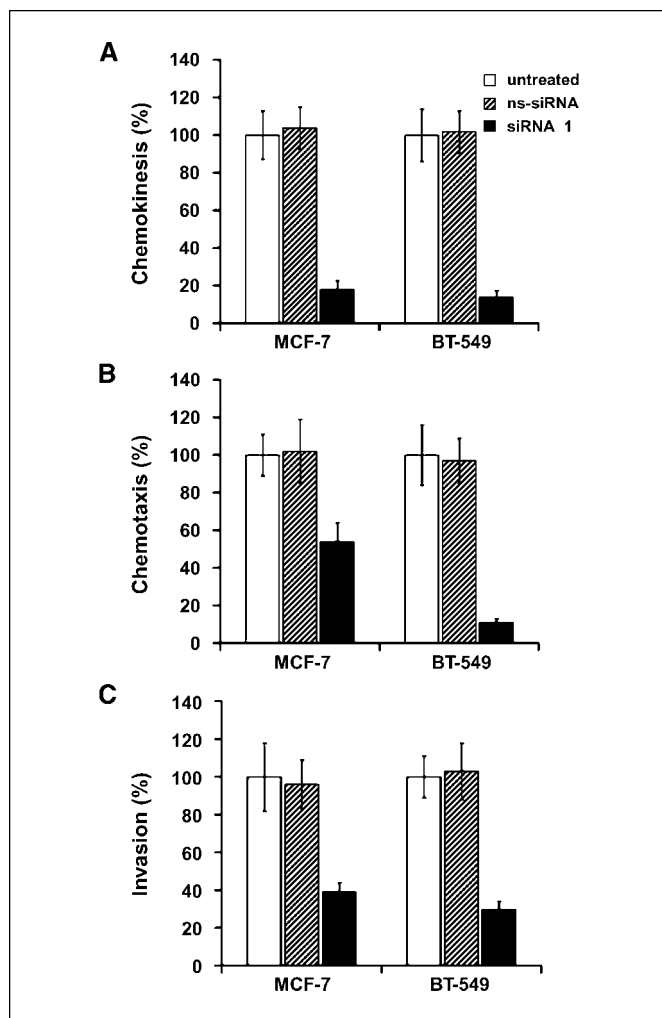 A
untreated
ns-siRNA
siRNA 1
Chemokinesis (%)
140
120
100
80
60
40
20
0
MCF-7 BT-549
B
Chemotaxis (%)
140
120
100
80
60
40
20
0
MCF-7 BT-549
C
Invasion (%)
140
120
100
80
60
40
20
0
MCF-7 BT-549